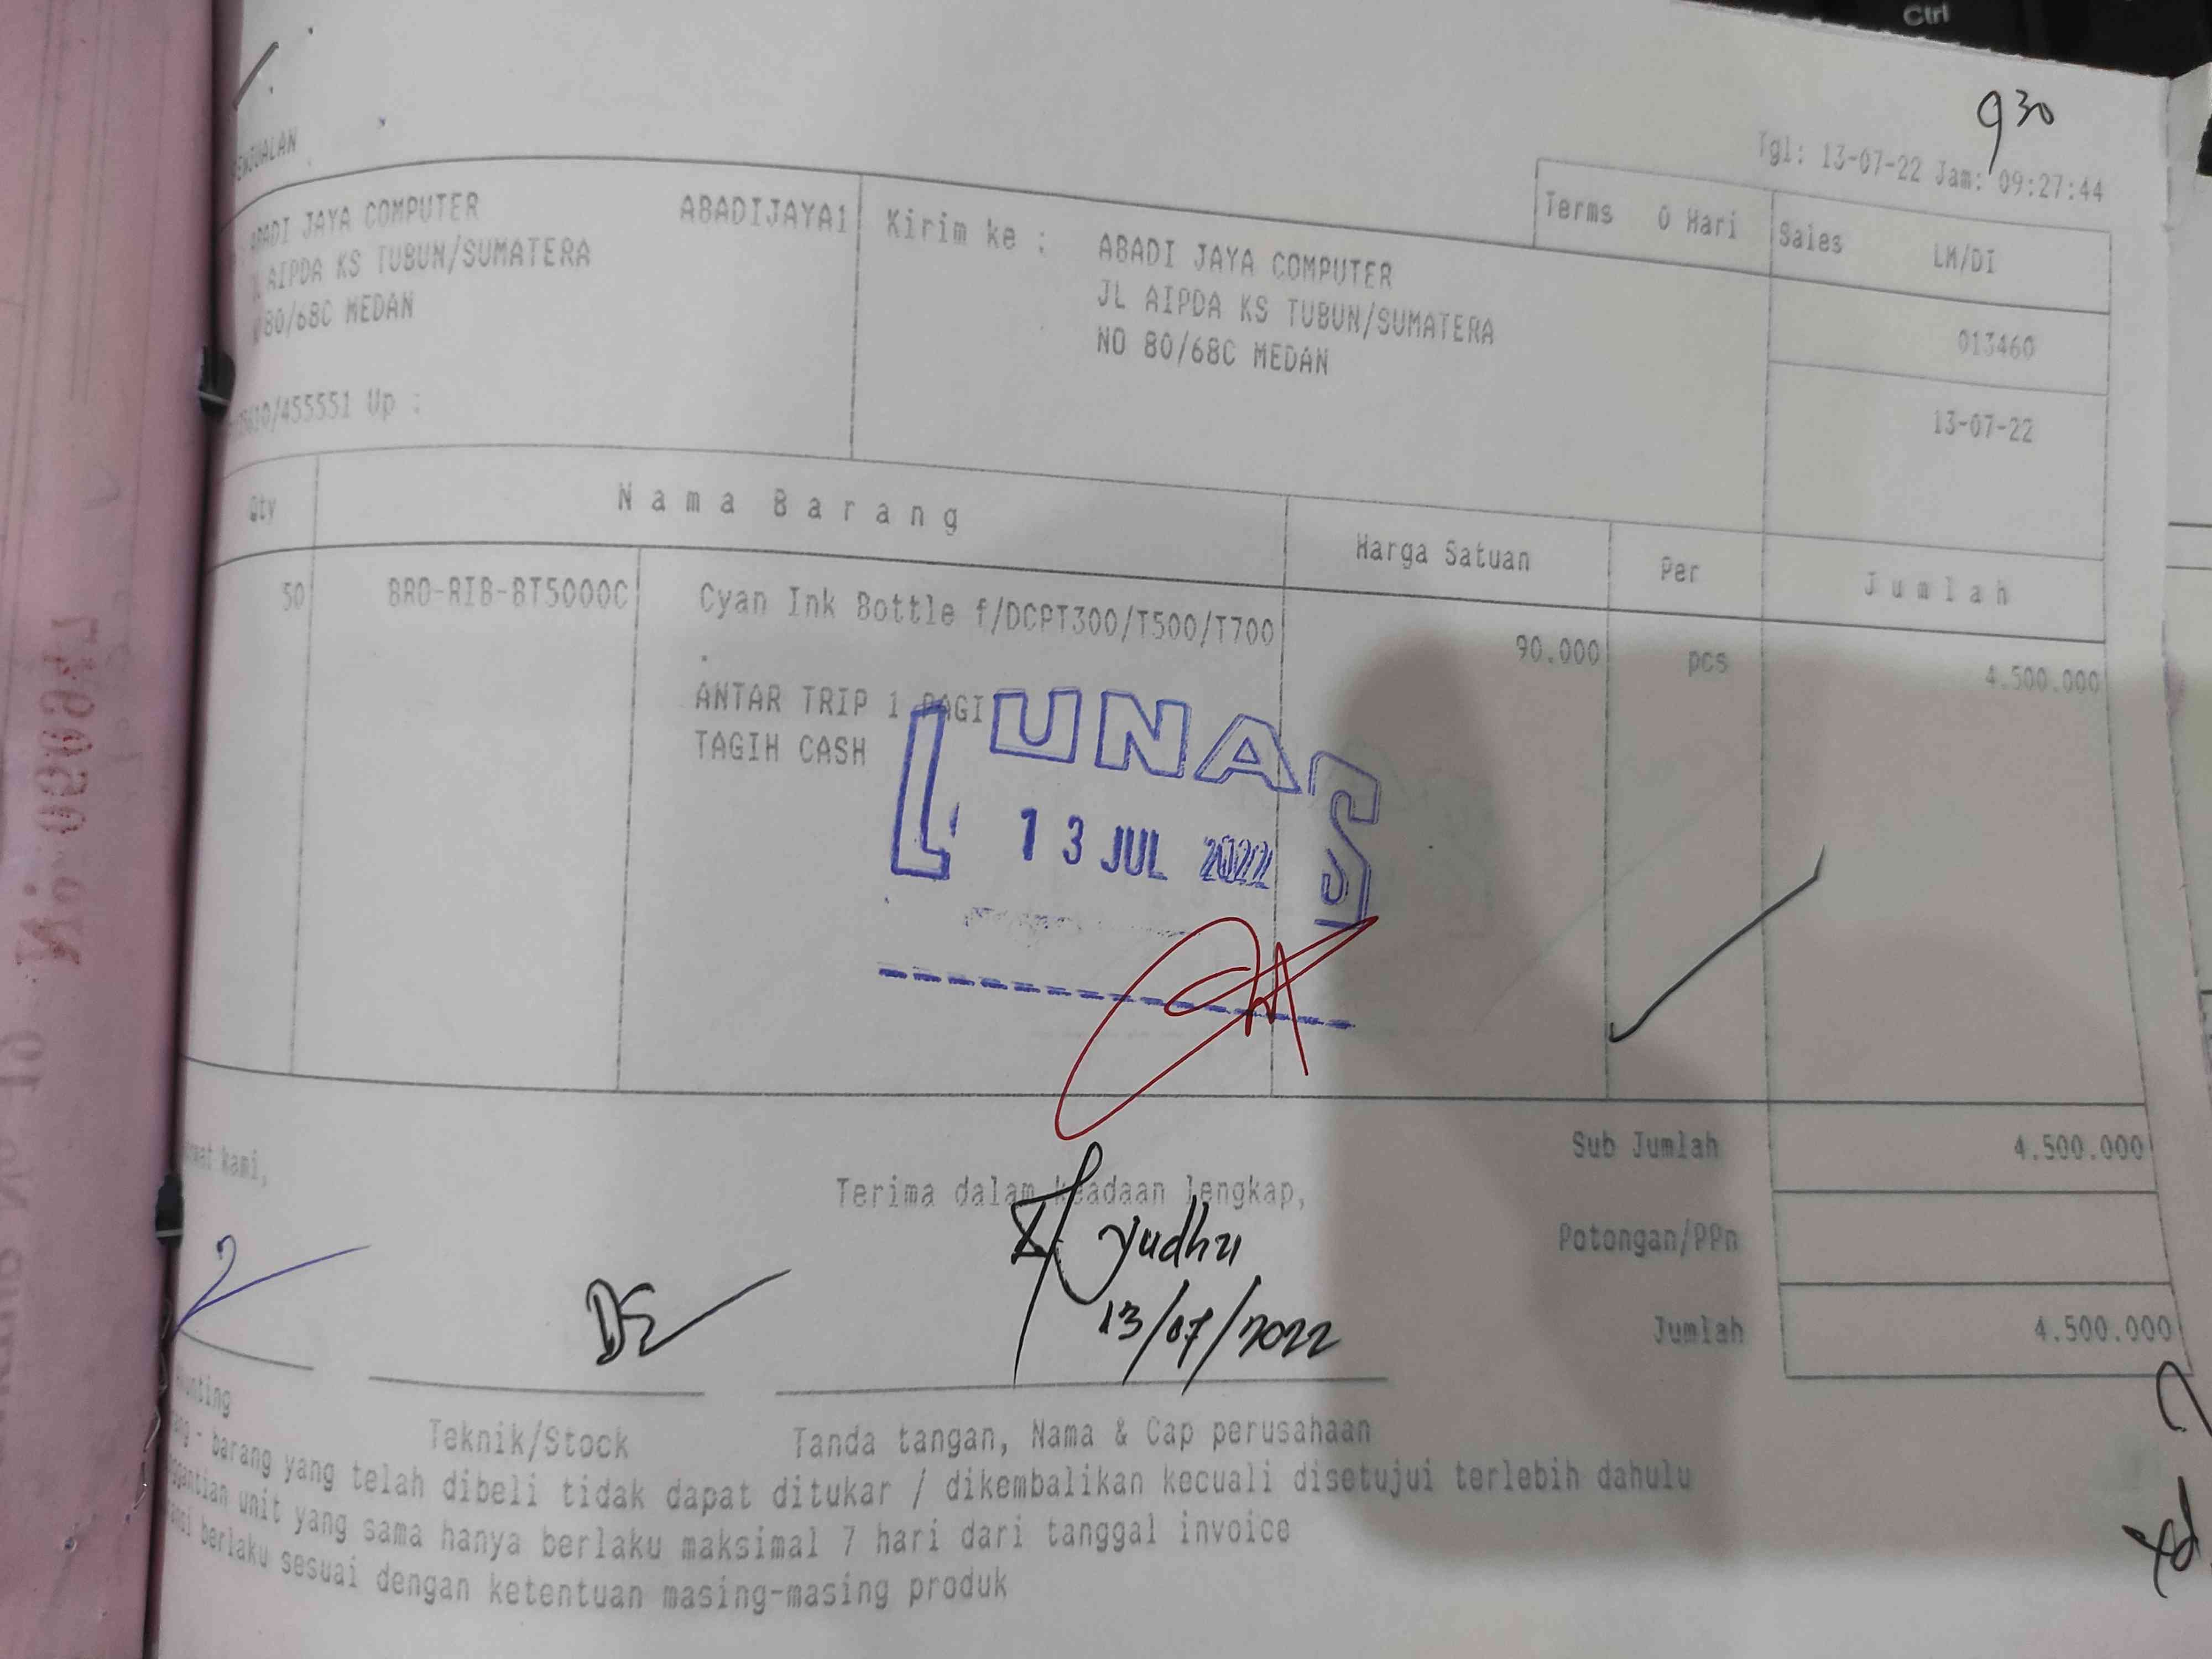 Ctrl
930
Tgl: 13-07-22 Jam: 09:27:44
ABADI JAYA COMPUTER ABADIJAYA1
AIPDA KS TUBUN/SUMATERA
80/68C MEDAN
/455551 Up :
Kirim ke : ABADI JAYA COMPUTER
JL AIPDA KS TUBUN/SUMATERA
NO 80/68C MEDAN
Terms 0 Hari
Sales LM/DI
013460
13-07-22
Qty Nama Barang Harga Satuan Per Jumlah
50 BRO-RIB-BT5000C Cyan Ink Bottle f/DCPT300/T500/T700 90.000 pcs 4.500.000
.
ANTAR TRIP 1 PAGI
TAGIH CASH
LUNAS
13 JUL 2022
kami,
Terima dalam keadaan lengkap,
Sub Jumlah 4.500.000
Potongan/PPn
Jumlah 4.500.000
13/07/2022
Teknik/Stock
Tanda tangan, Nama & Cap perusahaan
- barang yang telah dibeli tidak dapat ditukar / dikembalikan kecuali disetujui terlebih dahulu
unit yang sama hanya berlaku maksimal 7 hari dari tanggal invoice
berlaku sesuai dengan ketentuan masing-masing produk